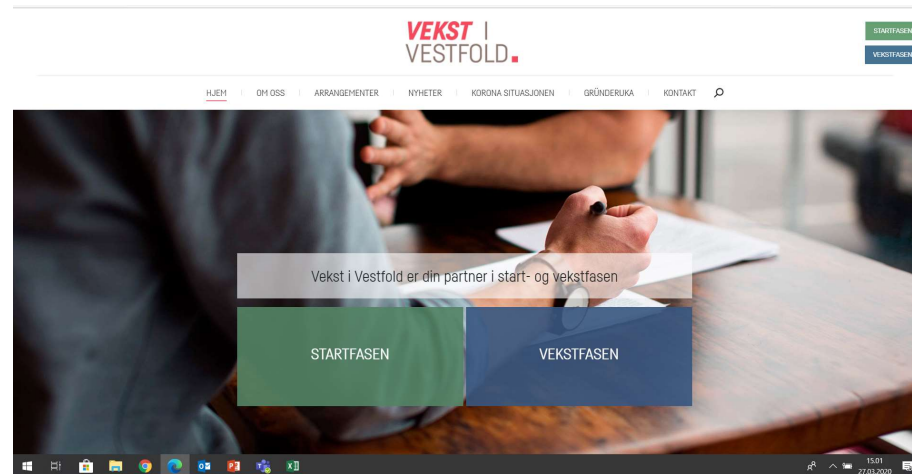 VEKST |
VESTFOLD.
STARTFASEN
VEKSTFASEN
HJEM
OM OSS
ARRANGEMENTER
NYHETER
KORONA SITUASJONEN
GRÜNDERUKA
KONTAKT
Vekst i Vestfold er din partner i start- og vekstfasen
STARTFASEN
VEKSTFASEN
15.01
27.03.2020